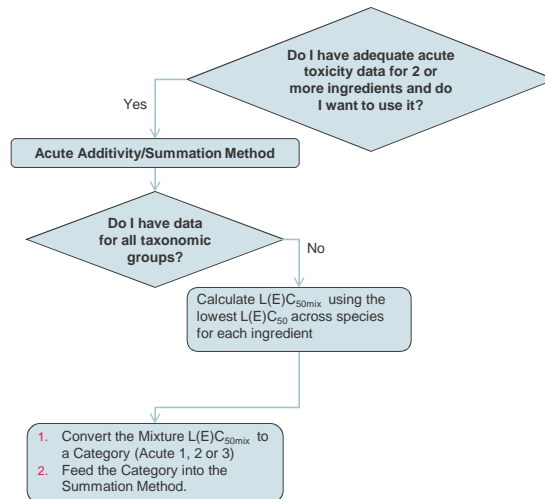 Do I have adequate acute
toxicity data for 2 or
more ingredients and do
I want to use it?
Yes
Acute Additivity/Summation Method
Do I have data
for all taxonomic
groups?
No
Calculate L(E)C50mix using the
lowest L(E)C50 across species
for each ingredient
1. Convert the Mixture L(E)C50mix to
a Category (Acute 1, 2 or 3)
2. Feed the Category into the
Summation Method.